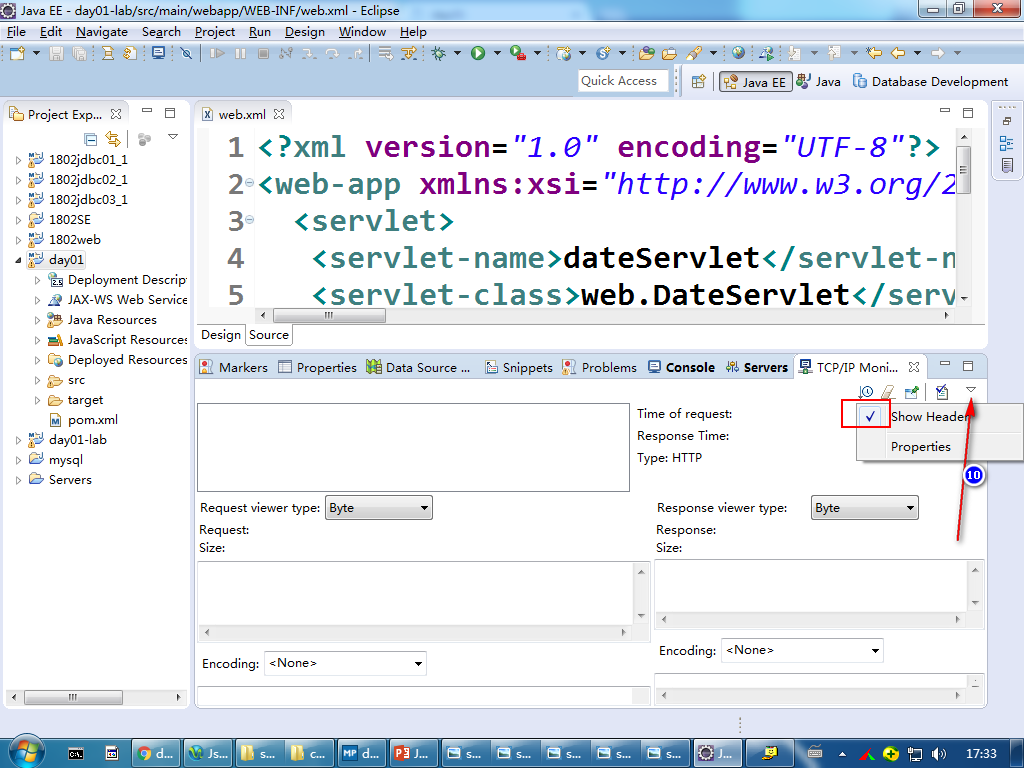 Java EE - day01-lab/src/main/webapp/WEB-INF/web.xml - Eclipse
File Edit Navigate Search Project Run Design Window Help
Quick Access
Java EE
Java
Database Development
Project Exp...
1802jdbc01_1
1802jdbc02_1
1802jdbc03_1
1802SE
1802web
day01
Deployment Descrip
JAX-WS Web Service
Java Resources
JavaScript Resources
Deployed Resources
src
target
pom.xml
day01-lab
mysql
Servers
web.xml
1 <?xml version="1.0" encoding="UTF-8"?>
2 <web-app xmlns:xsi="http://www.w3.org/2
3 <servlet>
4 <servlet-name>dateServlet</servlet-n
5 <servlet-class>web.DateServlet</serv
Design Source
Markers Properties Data Source ... Snippets Problems Console Servers TCP/IP Moni...
Show Header
Properties
10
Time of request:
Response Time:
Type: HTTP
Request viewer type: Byte
Request:
Size:
Response viewer type: Byte
Response:
Size:
Encoding: <None>
Encoding: <None>
C:\
d...
Js...
s...
c...
MP d...
P J...
s...
s...
s...
s...
s...
J...
17:33